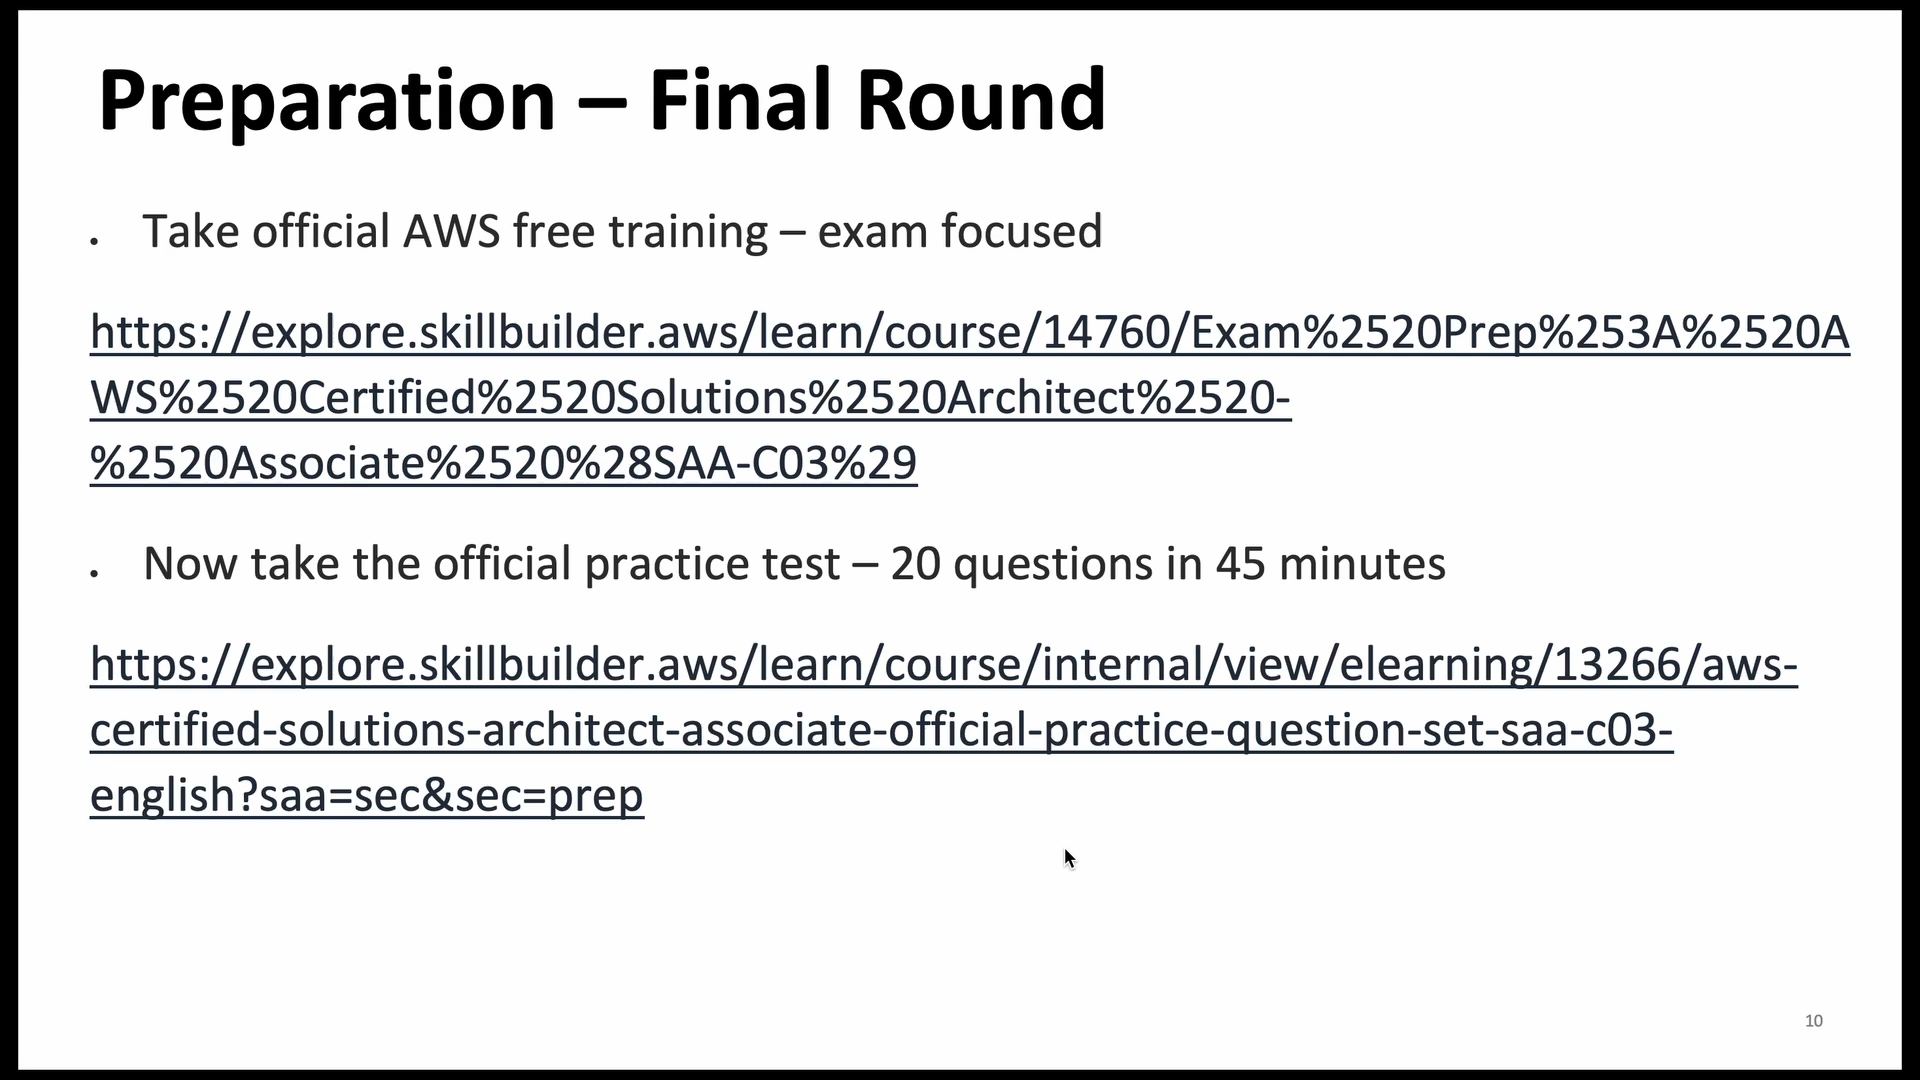 Preparation – Final Round
• Take official AWS free training – exam focused
https://explore.skillbuilder.aws/learn/course/14760/Exam%2520Prep%253A%2520A
WS%2520Certified%2520Solutions%2520Architect%2520-
%2520Associate%2520%28SAA-C03%29
• Now take the official practice test – 20 questions in 45 minutes
https://explore.skillbuilder.aws/learn/course/internal/view/elearning/13266/aws-
certified-solutions-architect-associate-official-practice-question-set-saa-c03-
english?saa=sec&sec=prep
10